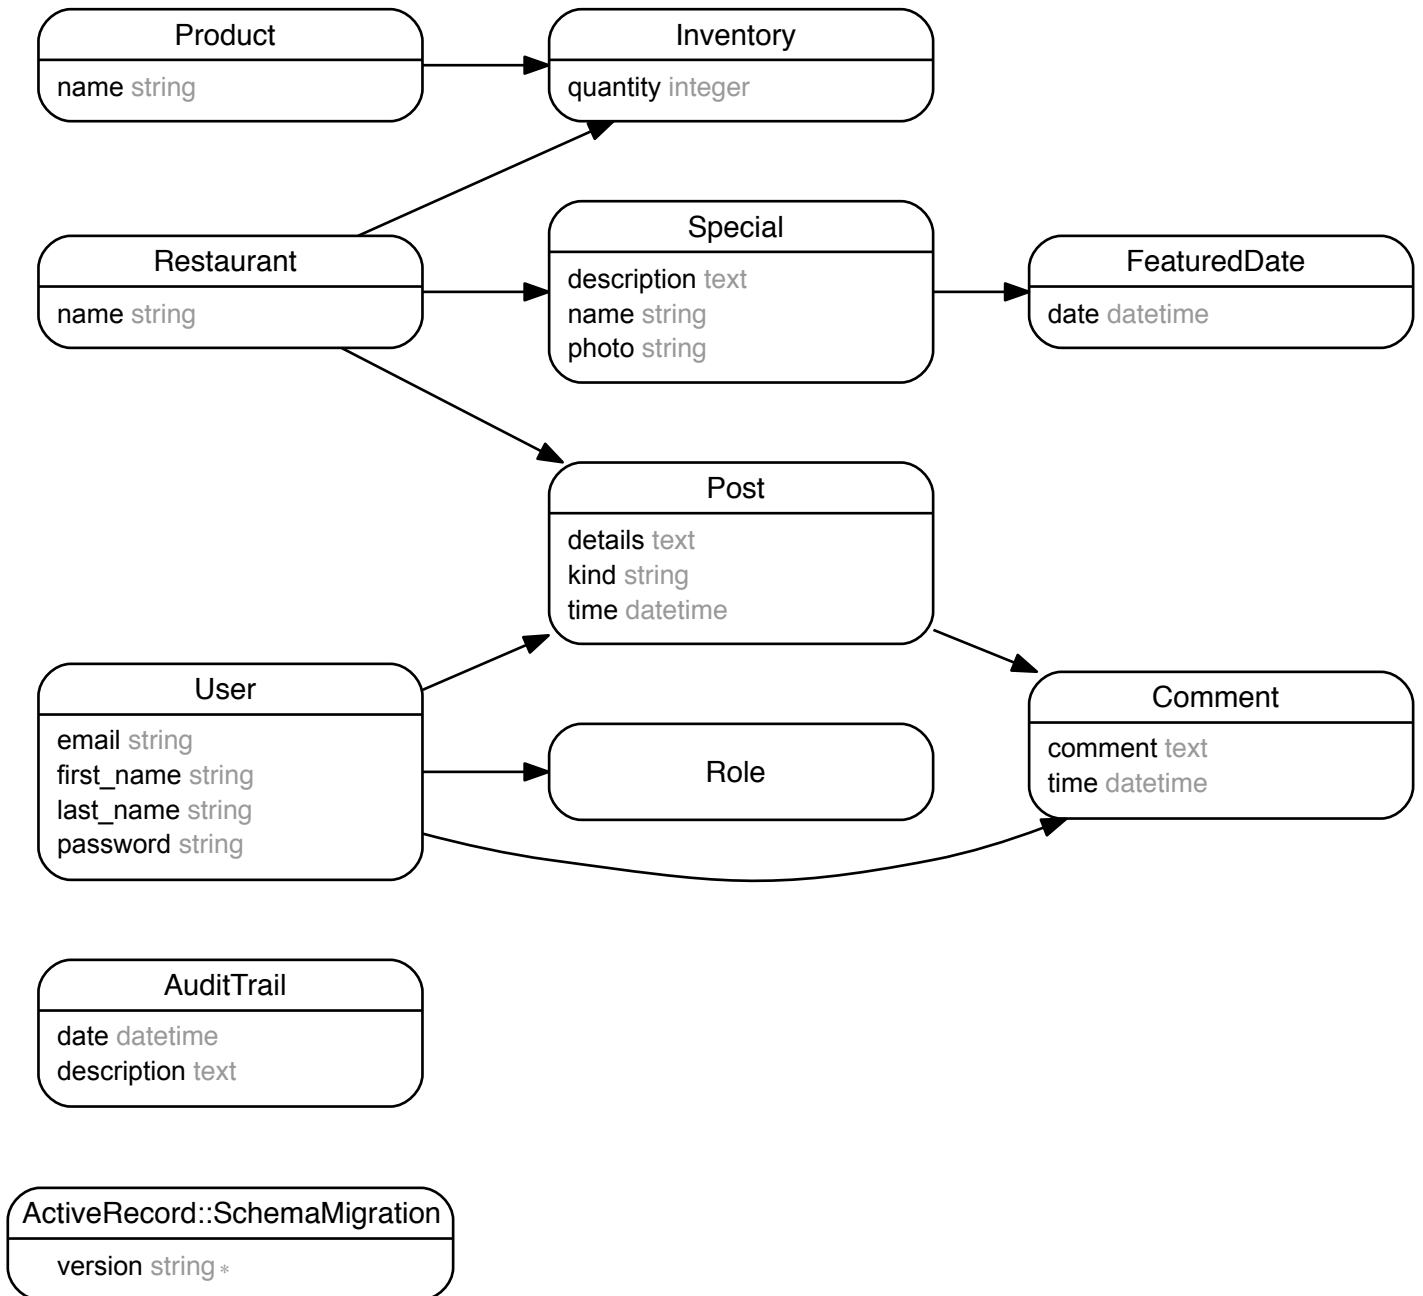 Product
name string
Inventory
quantity integer
Restaurant
name string
Special
description text
name string
photo string
FeaturedDate
date datetime
Post
details text
kind string
time datetime
User
email string
first_name string
last_name string
password string
Role
Comment
comment text
time datetime
AuditTrail
date datetime
description text
ActiveRecord::SchemaMigration
version string *